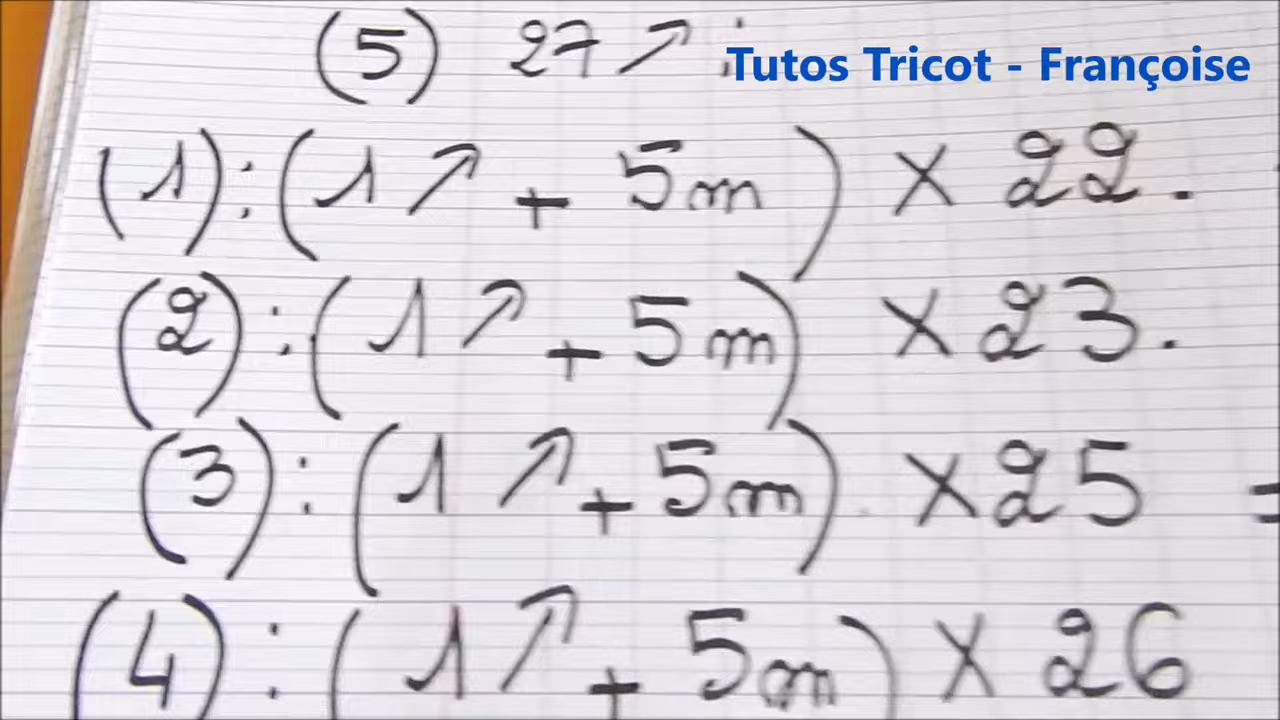 (5) 27 ↗ :
Tutos Tricot - Françoise
(1) : (1 ↗ + 5m) × 22.
(2) : (1 ↗ + 5m) × 23.
(3) : (1 ↗ + 5m). × 25 =
(4) : (1 ↗ + 5m) × 26